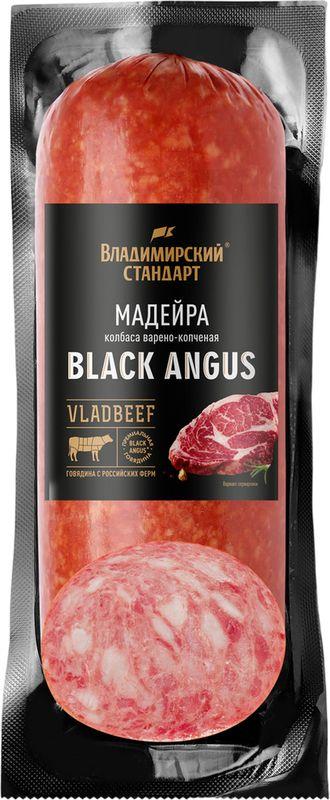 ВЛАДИМИРСКИЙ®
СТАНДАРТ
МАДЕЙРА
колбаса варено-копченая
BLACK ANGUS
VLADBEEF
ПРЕМИАЛЬНАЯ
BLACK
ANGUS
ГОВЯДИНА
ГОВЯДИНА С РОССИЙСКИХ ФЕРМ
Вариант сервировки